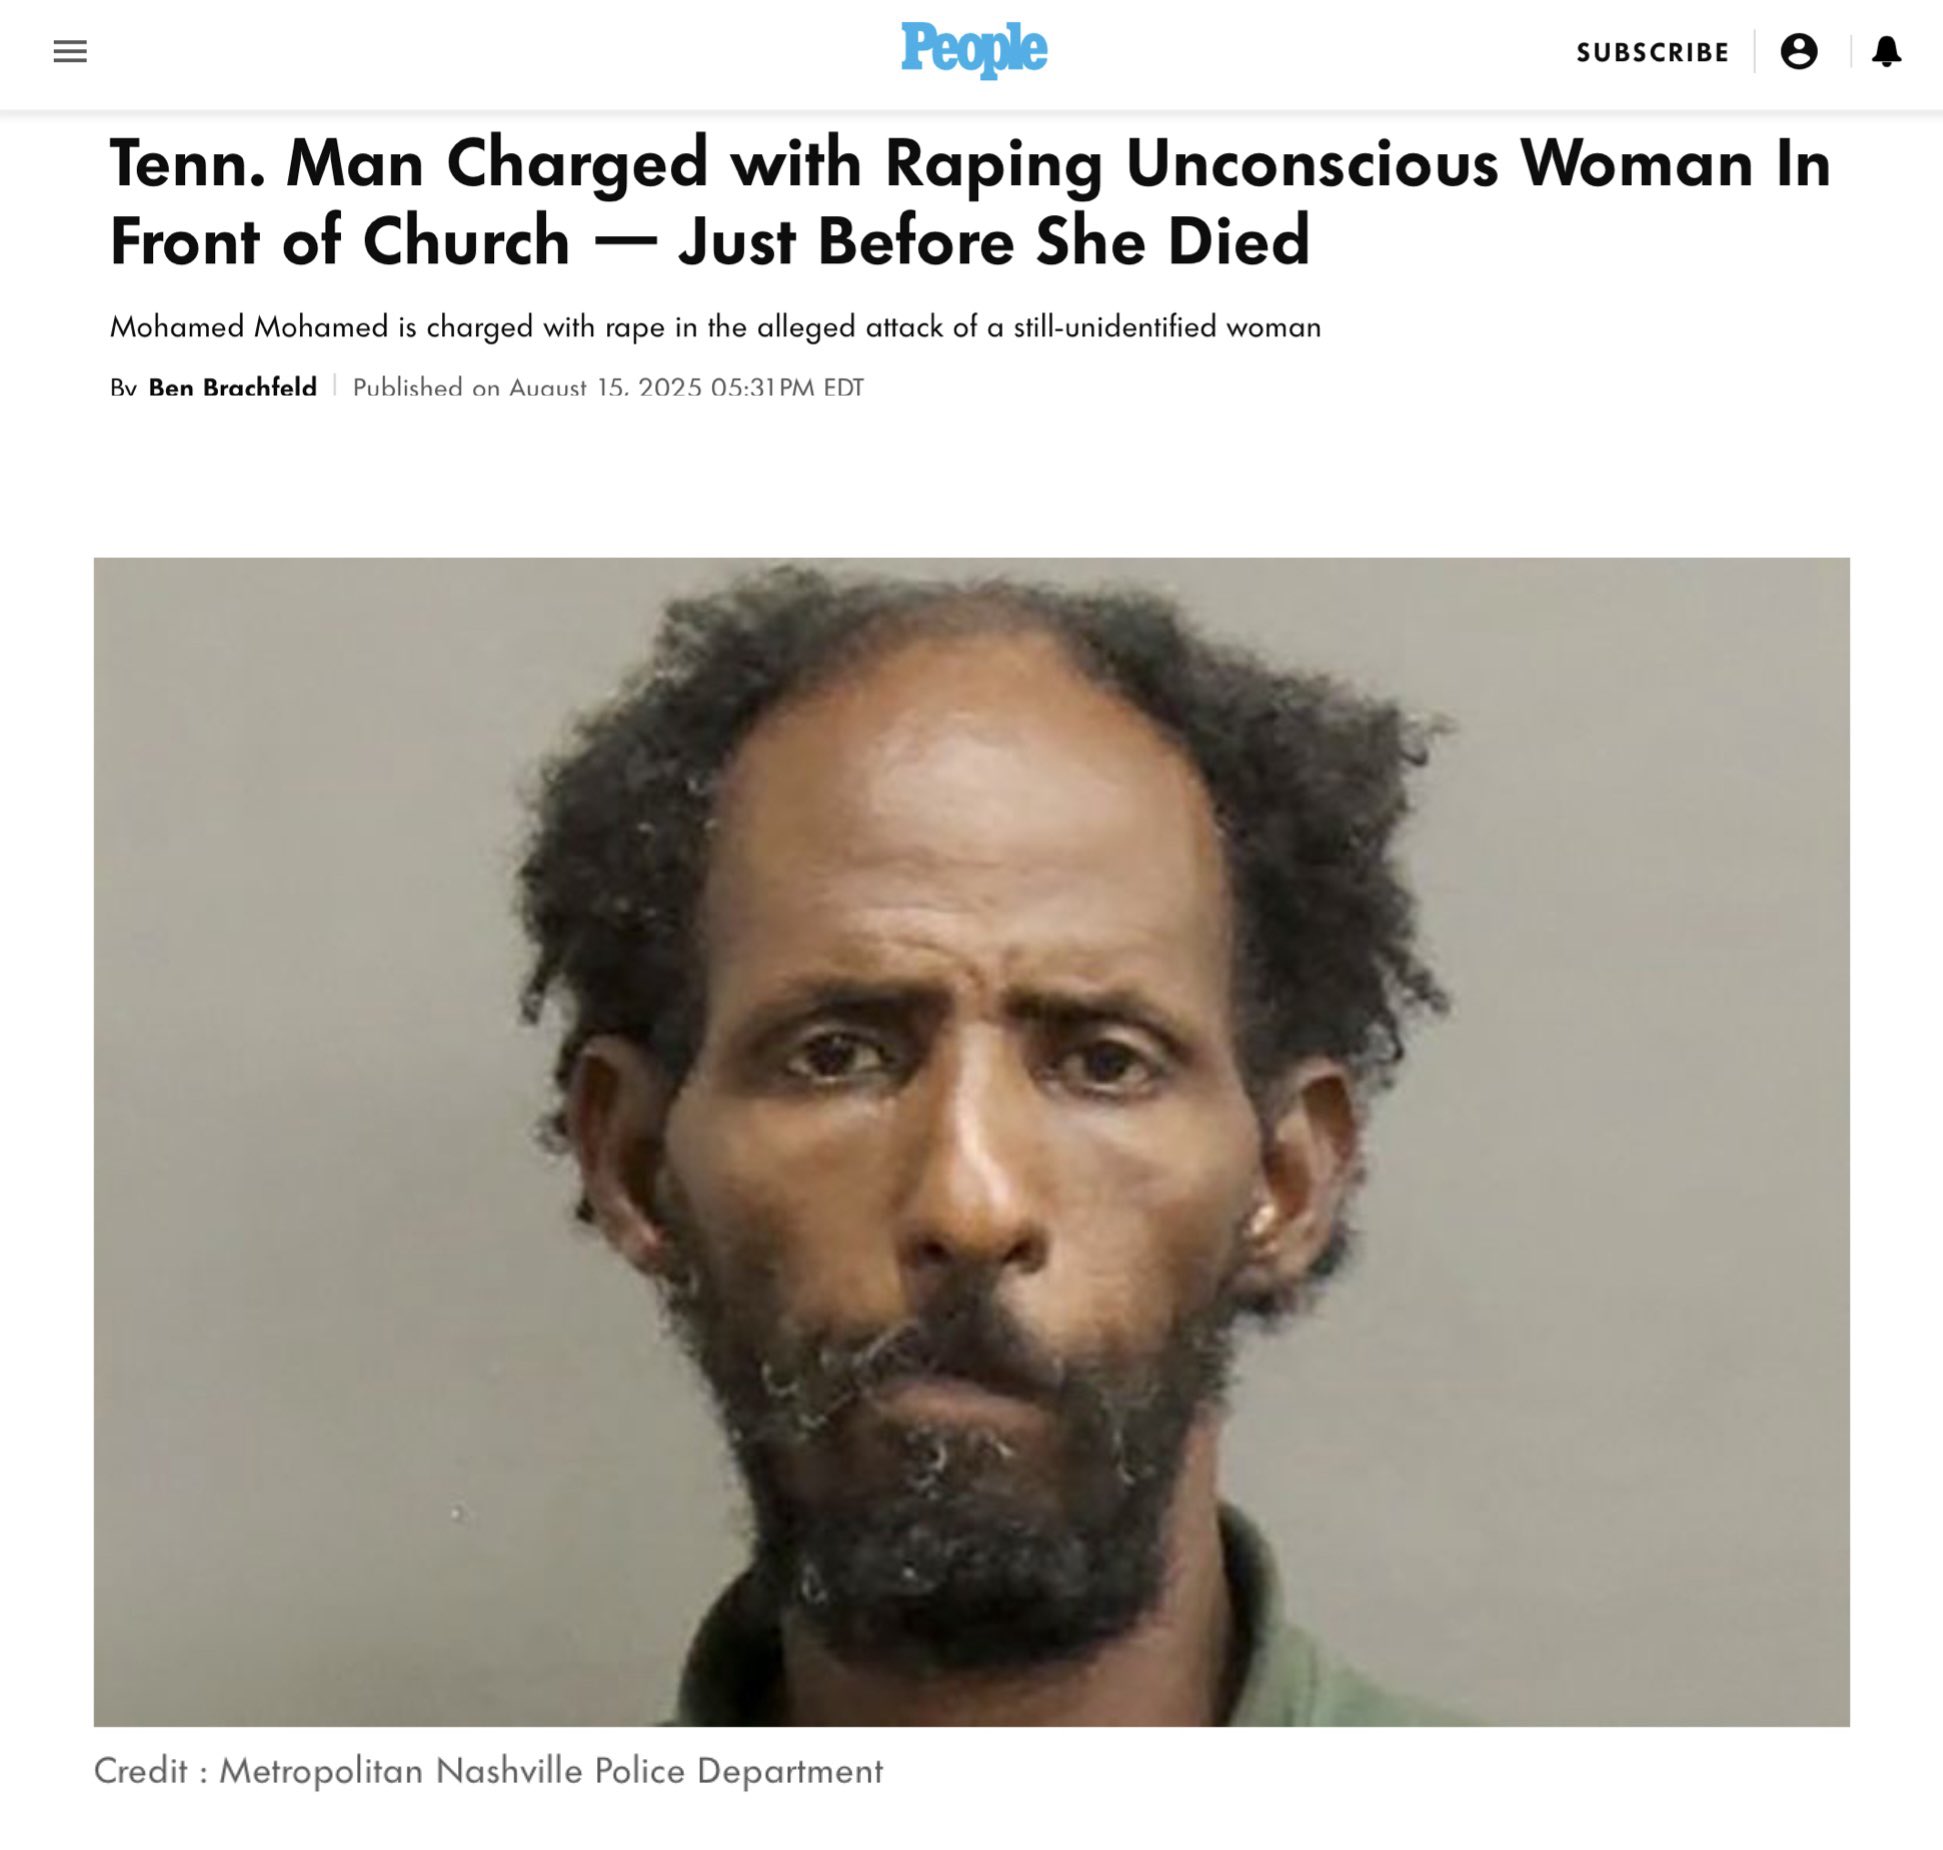 People
SUBSCRIBE
Tenn. Man Charged with Raping Unconscious Woman In
Front of Church — Just Before She Died
Mohamed Mohamed is charged with rape in the alleged attack of a still-unidentified woman
By Ben Brachfeld Published on August 15, 2025 05:31PM EDT
Credit : Metropolitan Nashville Police Department